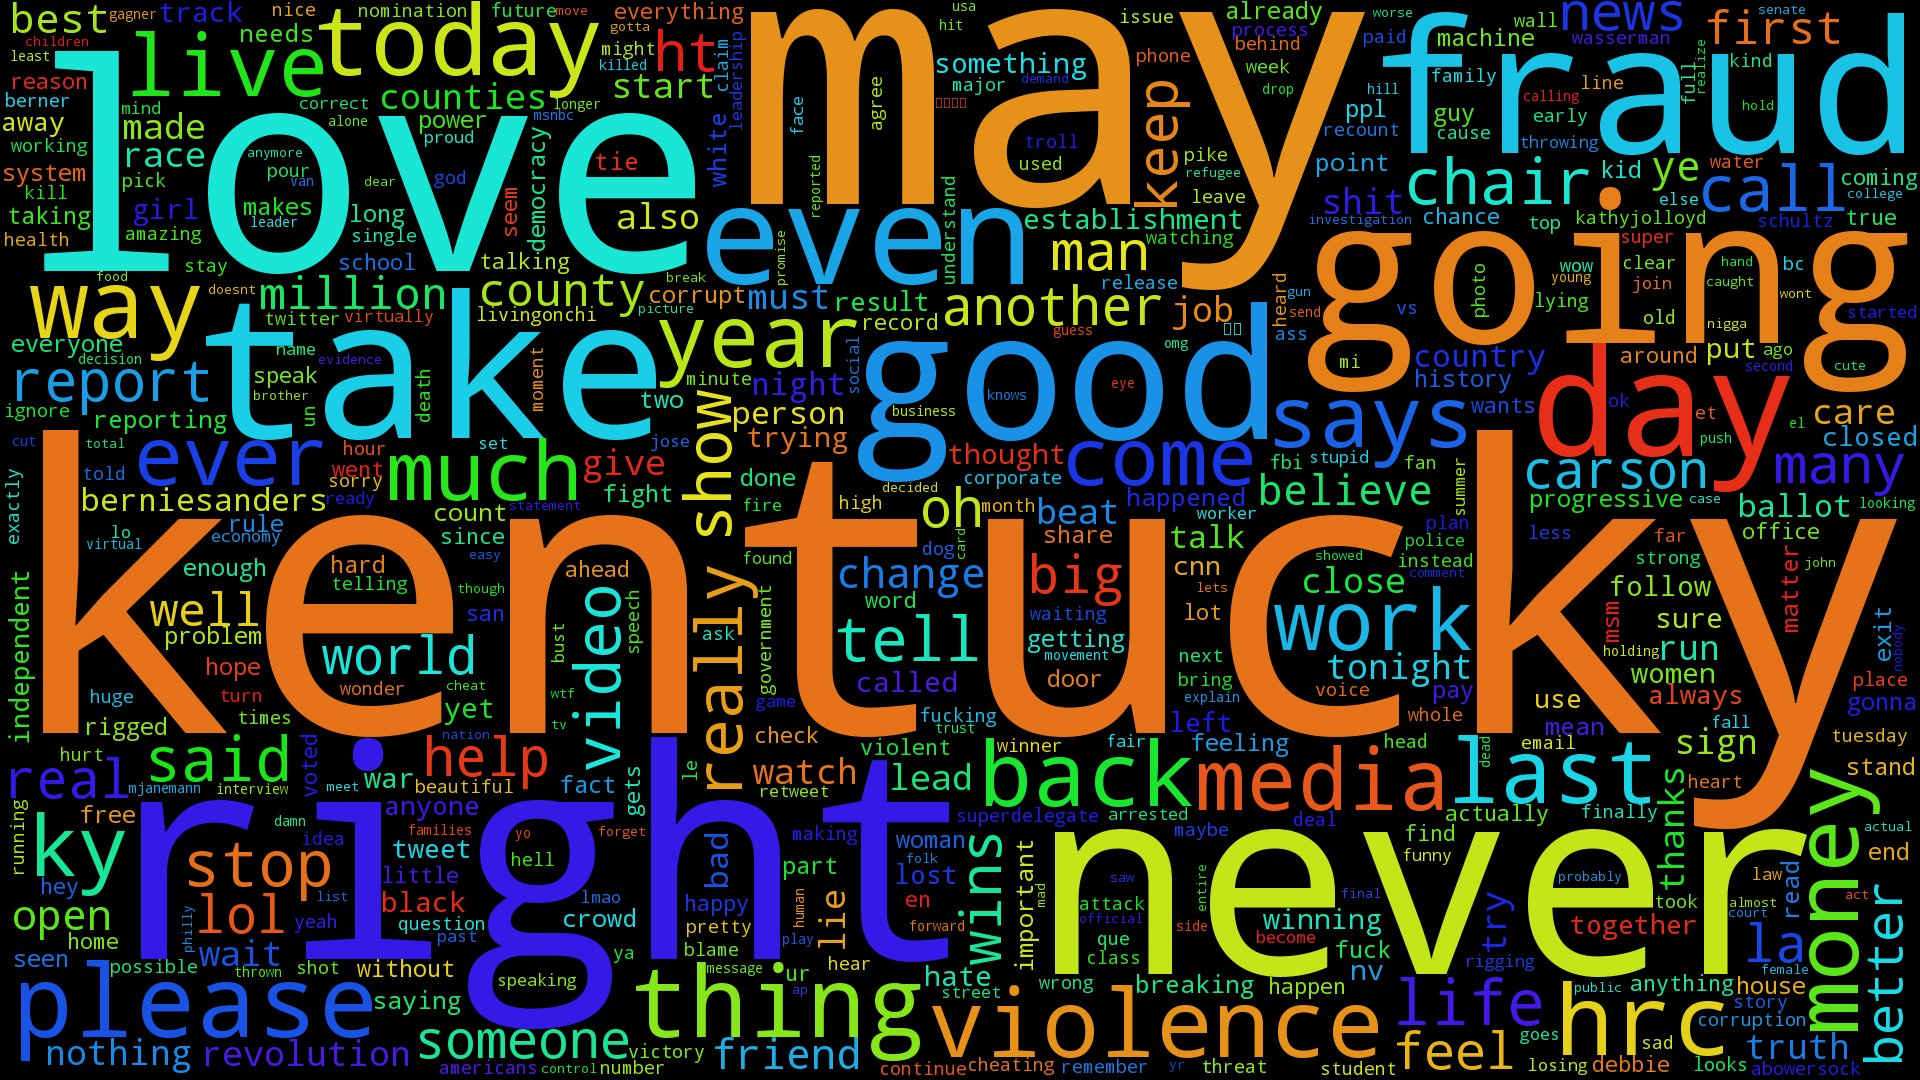 best
gagner
track
nice
nomination
future
move
everything
gotta
usa
hit
issue
already
process
worse
wall
news
senate
first
children
least
live
needs
today
might
killed
ht
claim
leadership
something
phone
behind
paid
machine
wasserman
realize
kind
reason
berner
mind
correct
counties
start
longer
major
demand
week
drop
may
hill
family
calling
line
full
fraud
hold
away
working
made
alone
power
msnbc
love
proud
face
agree
troll
used
keep
ppl
recount
guy
cause
early
throwing
system
race
anymore
pour
tie
democracy
white
reported
pike
refugee
point
chair
kid
ye
water
else
call
coming
college
kill
pick
van
dear
god
seem
leave
shit
taking
girl
makes
leader
long
also
even
understand
establishment
investigation
chance
top
kathyjolloyd
schultz
true
health
amazing
single
talking
promise
man
watching
going
super
wow
clear
hand
bc
stay
school
food
doesnt
way
million
county
break
corrupt
must
result
release
heard
gun
photo
young
lying
join
caught
wont
twitter
virtually
livingonchi
picture
record
another
job
send
vs
old
nigga
started
everyone
decision
name
evidence
take
year
social
guess
omg
ass
mi
country
around
put
ago
second
cute
report
speak
brother
moment
minute
night
good
knows
eye
history
day
ignore
reporting
un
death
two
person
business
says
wants
ok
et
el
care
cut
total
ever
hour
set
jose
trying
thought
come
fbi
stupid
fan
carson
push
many
closed
exactly
told
went
sorry
ready
much
give
fight
show
done
corporate
decided
happened
believe
summer
progressive
case
ballot
looking
berniesanders
statement
fire
high
oh
month
beat
worker
plan
lo
virtual
rule
economy
count
since
easy
kentucky
found
dog
card
share
talk
police
instead
less
far
office
enough
hard
telling
ahead
though
change
word
big
cnn
showed
close
comment
strong
matter
john
independent
well
san
video
speech
government
ask
waiting
lets
lot
work
msm
follow
problem
world
bust
really
tell
getting
movement
next
tonight
holding
sure
run
exit
nobody
hope
wonder
cheat
wtf
called
door
bring
explain
voice
pay
women
place
huge
turn
yet
game
fucking
left
whole
use
always
gonna
rigged
times
tv
check
trust
mean
fall
hurt
said
voted
nation
help
le
violent
winner
fair
feeling
head
dead
email
sign
tuesday
real
mjanemann
interview
war
meet
beautiful
fact
gets
watch
retweet
lead
back
media
last
heart
stand
running
free
right
anyone
superdelegate
arrested
deal
actually
finally
thanks
money
ky
damn
idea
families
yo
forget
making
woman
maybe
find
actual
stop
tweet
hell
bad
part
folk
wins
never
funny
end
hey
list
little
lost
important
mad
saw
entire
final
probably
law
read
act
open
lol
yeah
black
lmao
happy
human
lie
en
attack
official
winning
took
almost
home
philly
question
crowd
pretty
play
forward
que
side
become
fuck
rigtry
together
court
la
better
seen
wait
past
ya
blame
hear
class
rigging
possible
thrown
shot
without
speaking
message
ur
hate
street
wrong
breaking
happen
nv
female
please
saying
thing
ap
violence
life
public
anything
house
story
nothing
revolution
someone
victory
friend
feel
goes
hrc
corruption
sad
truth
americans
control
number
continue
cheating
remember
yr
threat
student
losing
debbie
looks
abowersock